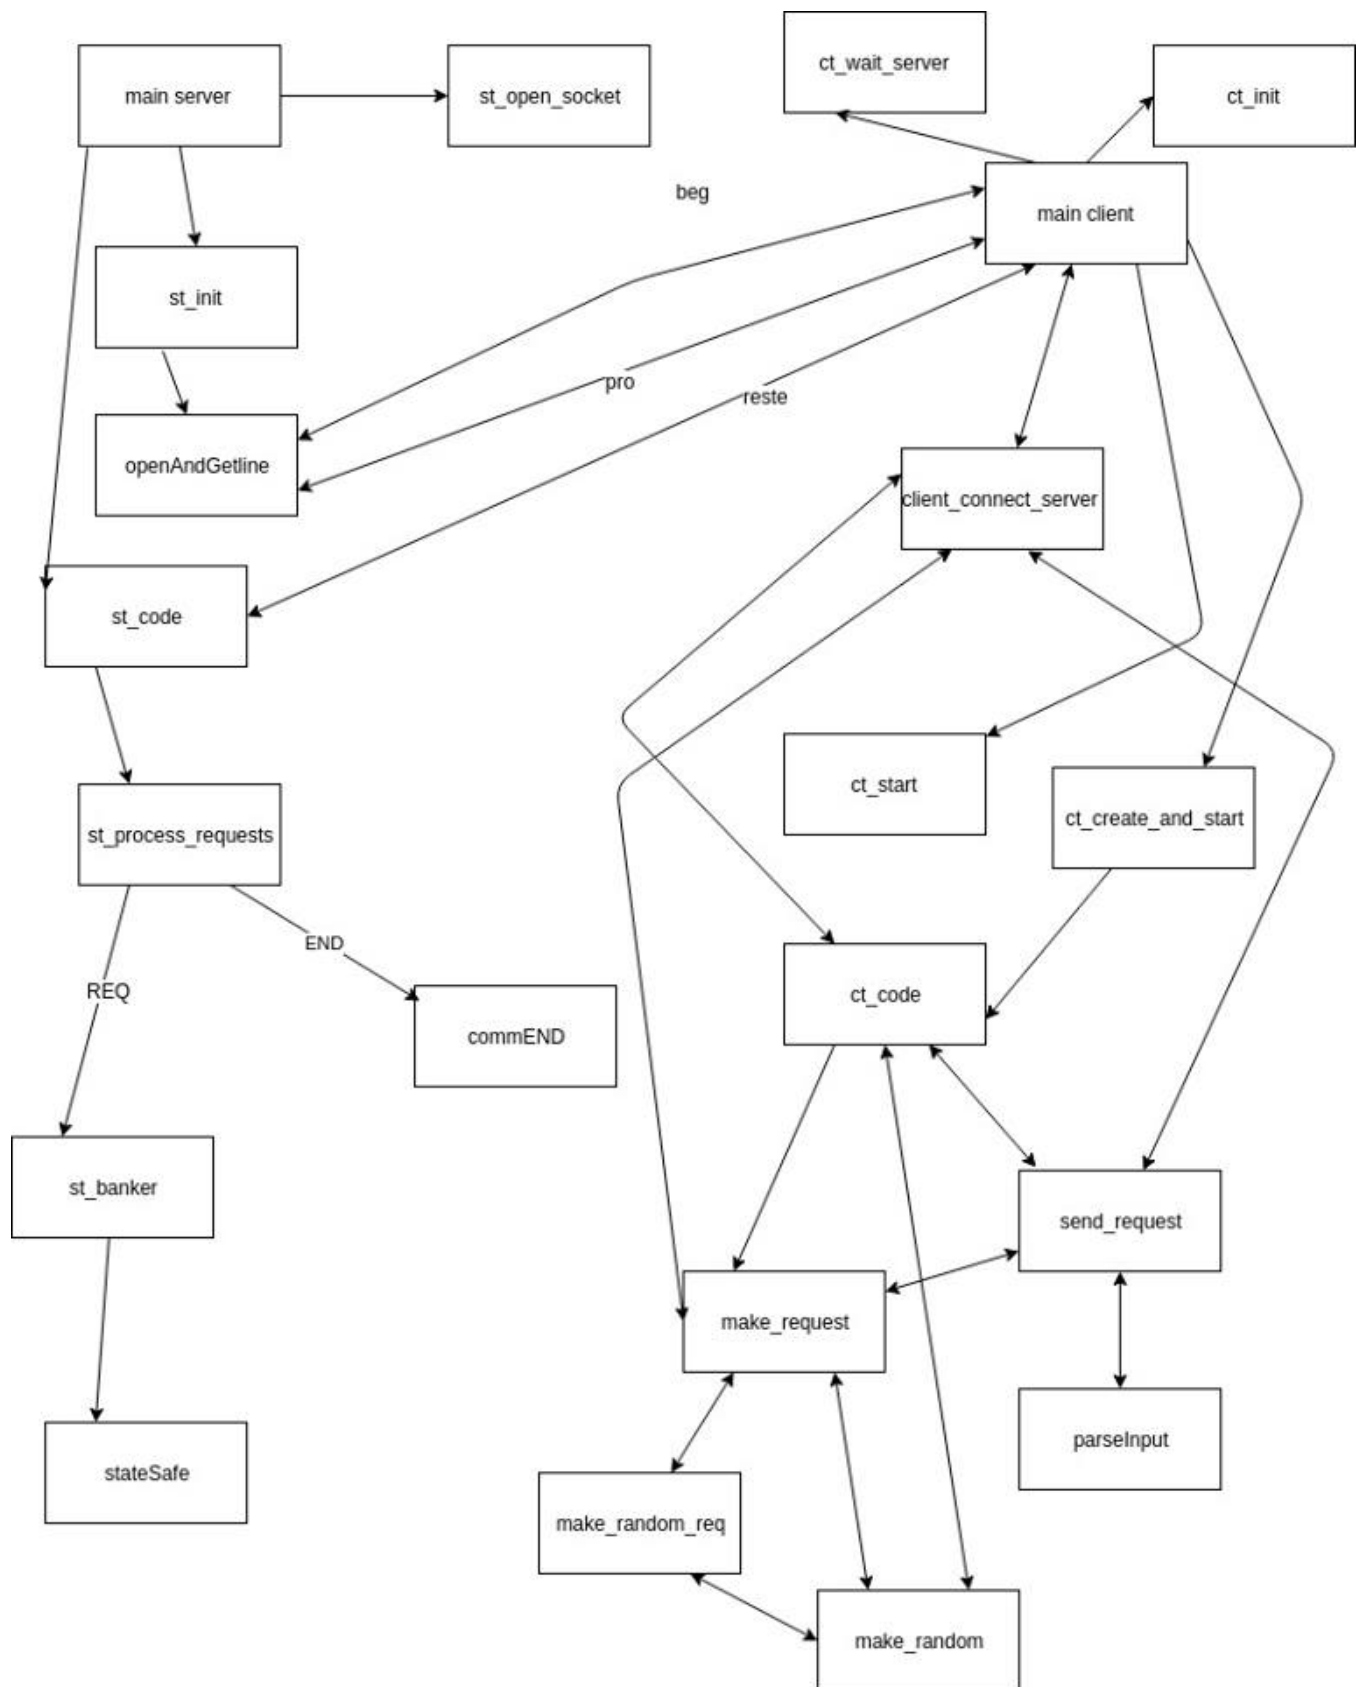 ct_wait_server
main server
st_open_socket
ct_init
beg
main client
st_init
pro
reste
openAndGetline
client_connect_server
st_code
ct_start
ct_create_and_start
st_process_requests
END
REQ
ct_code
commEND
st_banker
send_request
make_request
parseInput
stateSafe
make_random_req
make_random